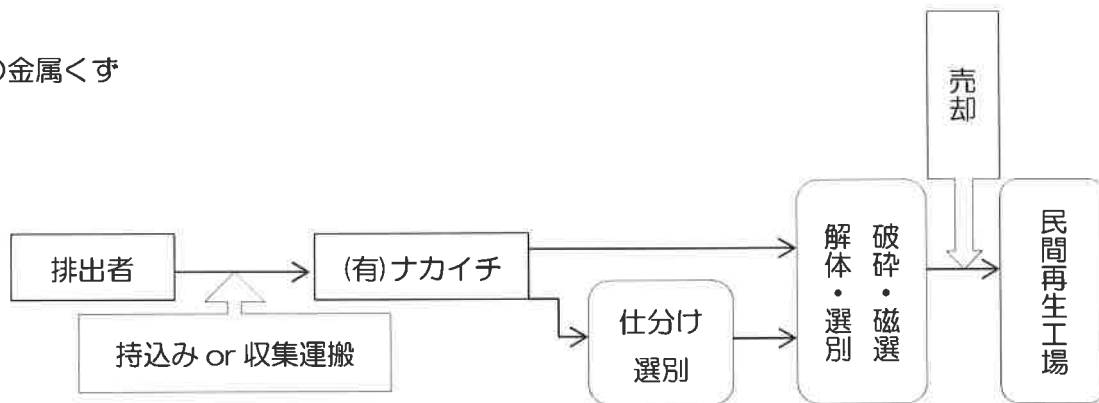 の金属くず
売却
排出者
持込み or 収集運搬
(有)ナカイチ
仕分け
選別
破砕・磁選
解体・選別
民間再生工場